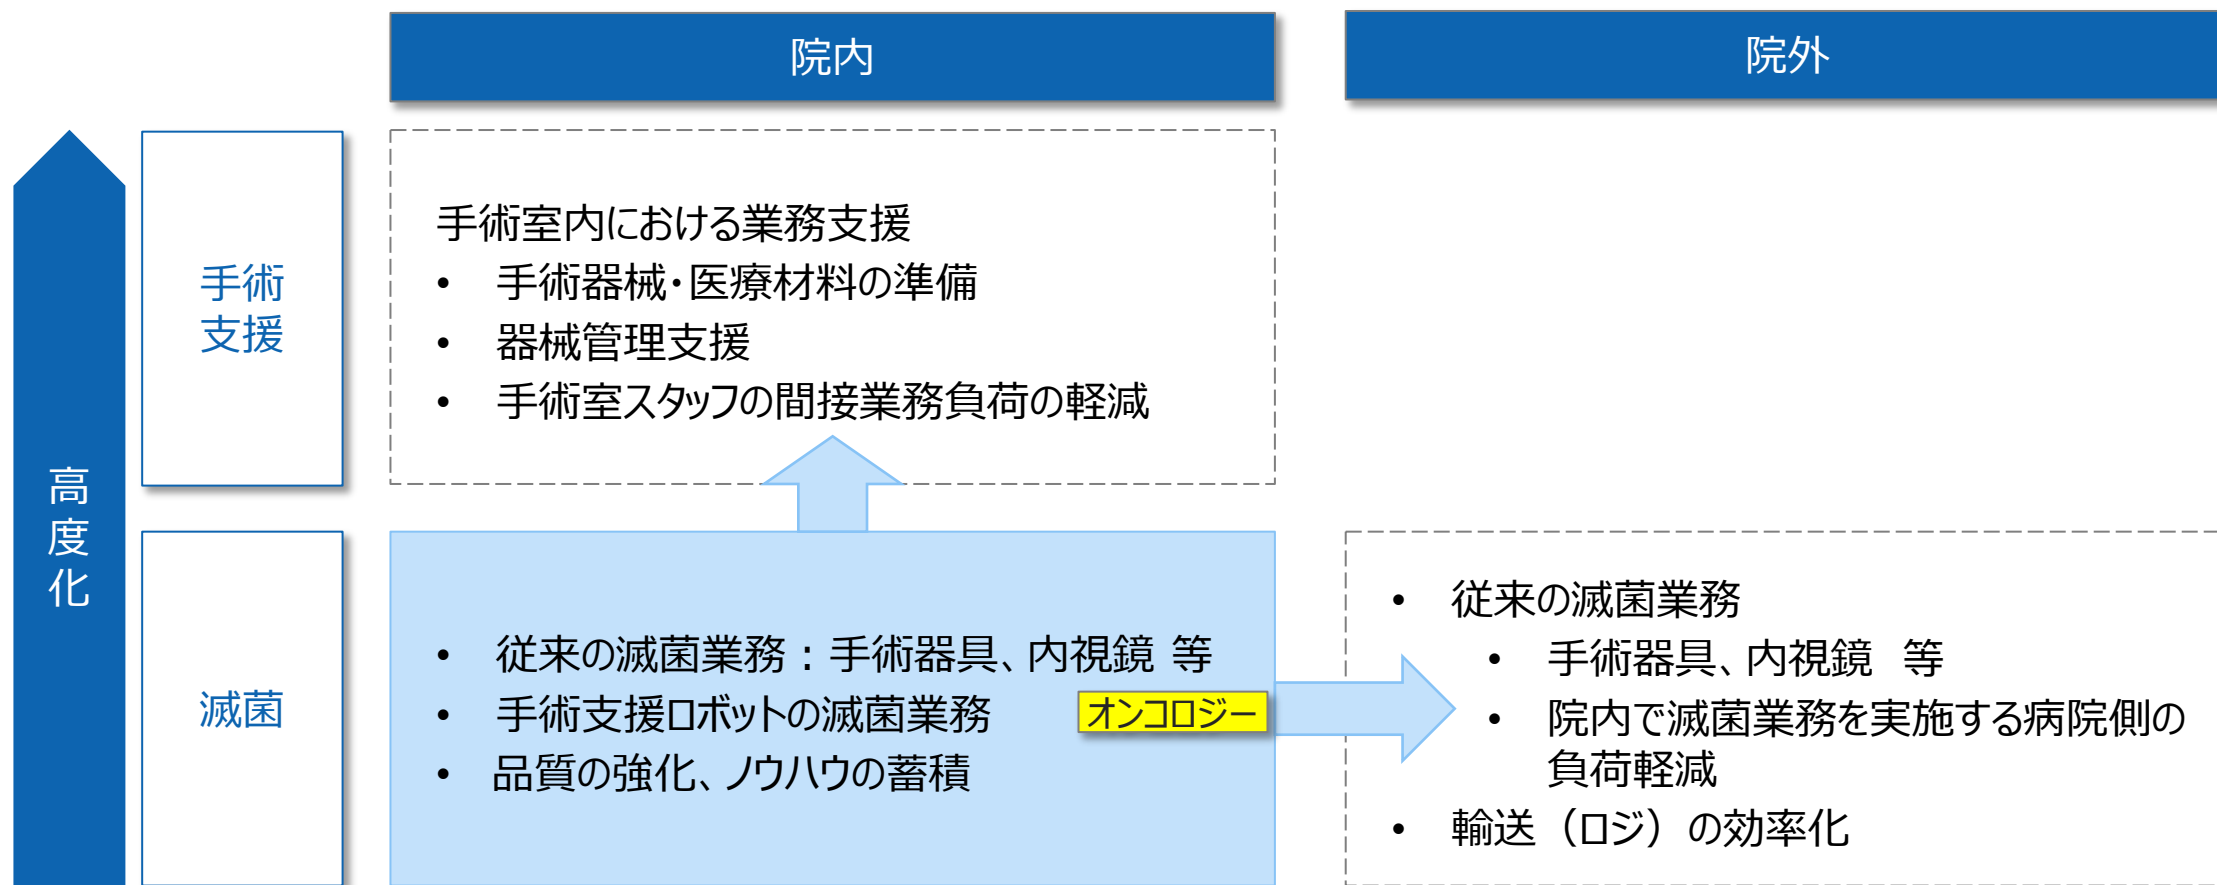 院内
院外
高度化
手術
支援
手術室内における業務支援
• 手術器械・医療材料の準備
• 器械管理支援
• 手術室スタッフの間接業務負荷の軽減
滅菌
• 従来の滅菌業務：手術器具、内視鏡 等
• 手術支援ロボットの滅菌業務
オンコロジー
• 品質の強化、ノウハウの蓄積
• 従来の滅菌業務
• 手術器具、内視鏡 等
• 院内で滅菌業務を実施する病院側の
負荷軽減
• 輸送（ロジ）の効率化